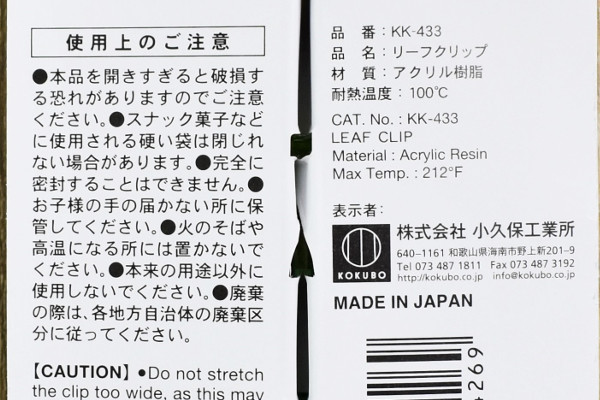 使用上のご注意
●本品を開きすぎると破損す
る恐れがありますのでご注意
ください。●スナック菓子など
に使用される硬い袋は閉じれ
ない場合があります。●完全に
密封することはできません。●
お子様の手の届かない所に保
管してください。●火のそばや
高温になる所には置かないで
ください。●本来の用途以外に
使用しないでください。●廃棄
の際は、各地方自治体の廃棄区
分に従ってください。
【CAUTION】 ●Do not stretch
the clip too wide, as this may
品 番：KK-433
品 名：リーフクリップ
材 質：アクリル樹脂
耐熱温度：100℃
CAT. No. : KK-433
LEAF CLIP
Material : Acrylic Resin
Max Temp. : 212°F
表示者：
KOKUBO
株式会社 小久保工業所
640-1161 和歌山県海南市野上新201-9
Tel 073 487 1811 Fax 073 487 3192
http://kokubo.co.jp info@kokubo.co.jp
MADE IN JAPAN
4269